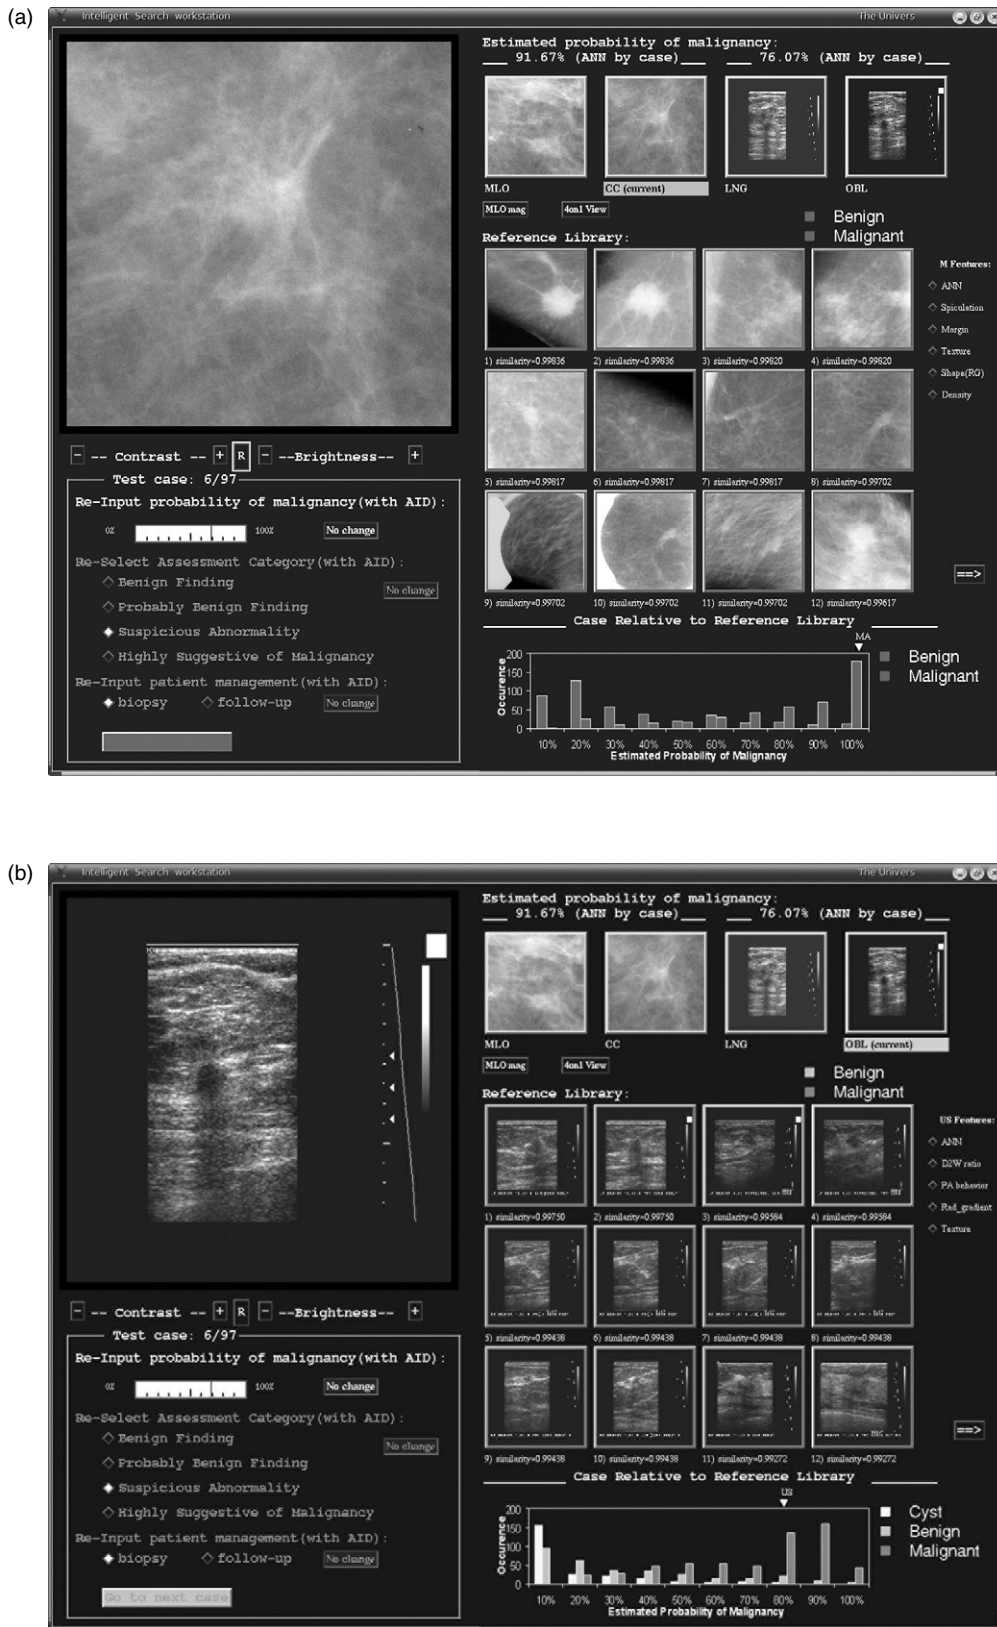 (a)
Intelligent Search workstation The Univers
Estimated probability of malignancy:
91.67% (ANN by case) 76.07% (ANN by case)
MLO CC (current) LNG OBL
MLO mag 4on1 View
Benign
Malignant
Reference Library:
M Features:
ANN
Spiculation
Margin
Texture
Shape(RG)
Density
1) similarity=0.99836 2) similarity=0.99836 3) similarity=0.99820 4) similarity=0.99820
5) similarity=0.99817 6) similarity=0.99817 7) similarity=0.99817 8) similarity=0.99702
9) similarity=0.99702 10) similarity=0.99702 11) similarity=0.99702 12) similarity=0.99617
==>
- -- Contrast -- + R - --Brightness-- +
Test case: 6/97
Re-Input probability of malignancy(with AID):
0% 100% No change
Re-Select Assessment Category(with AID):
Benign Finding
No change
Probably Benign Finding
Suspicious Abnormality
Highly Suggestive of Malignancy
Re-Input patient management(with AID):
biopsy follow-up No change
Case Relative to Reference Library
MA
Benign
Malignant
Occurence
200
150
100
50
0
10% 20% 30% 40% 50% 60% 70% 80% 90% 100%
Estimated Probability of Malignancy
(b)
Intelligent Search workstation The Univers
Estimated probability of malignancy:
91.67% (ANN by case) 76.07% (ANN by case)
MLO CC LNG OBL (current)
MLO mag 4on1 View
Benign
Malignant
Reference Library:
US Features:
ANN
D2W ratio
PA behavior
Rad_gradient
Texture
1) similarity=0.99750 2) similarity=0.99750 3) similarity=0.99584 4) similarity=0.99584
5) similarity=0.99438 6) similarity=0.99438 7) similarity=0.99438 8) similarity=0.99438
9) similarity=0.99438 10) similarity=0.99438 11) similarity=0.99272 12) similarity=0.99272
==>
- -- Contrast -- + R - --Brightness-- +
Test case: 6/97
Re-Input probability of malignancy(with AID):
0% 100% No change
Re-Select Assessment Category(with AID):
Benign Finding
No change
Probably Benign Finding
Suspicious Abnormality
Highly Suggestive of Malignancy
Re-Input patient management(with AID):
biopsy follow-up No change
Go to next case
Case Relative to Reference Library
US
Cyst
Benign
Malignant
Occurence
200
150
100
50
0
10% 20% 30% 40% 50% 60% 70% 80% 90% 100%
Estimated Probability of Malignancy